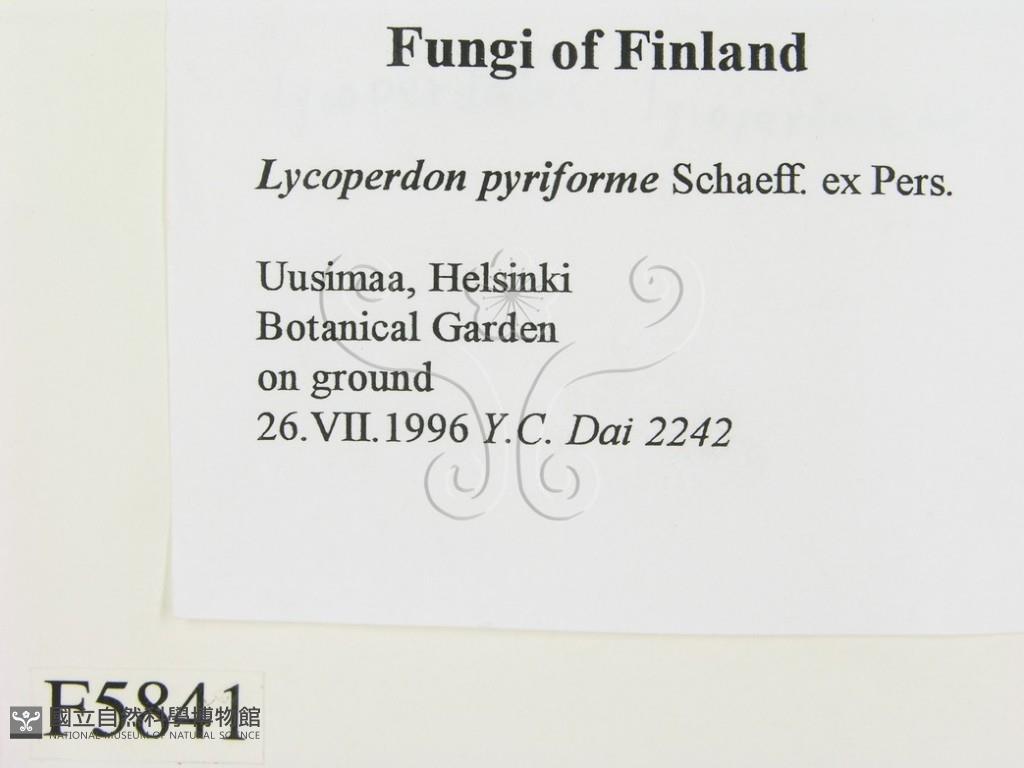 Fungi of Finland
Lycoperdon pyriforme Schaeff. ex Pers.
Uusimaa, Helsinki
Botanical Garden
on ground
26.VII.1996 Y.C. Dai 2242
F5841
國立自然科學博物館
NATIONAL MUSEUM OF NATURAL SCIENCE